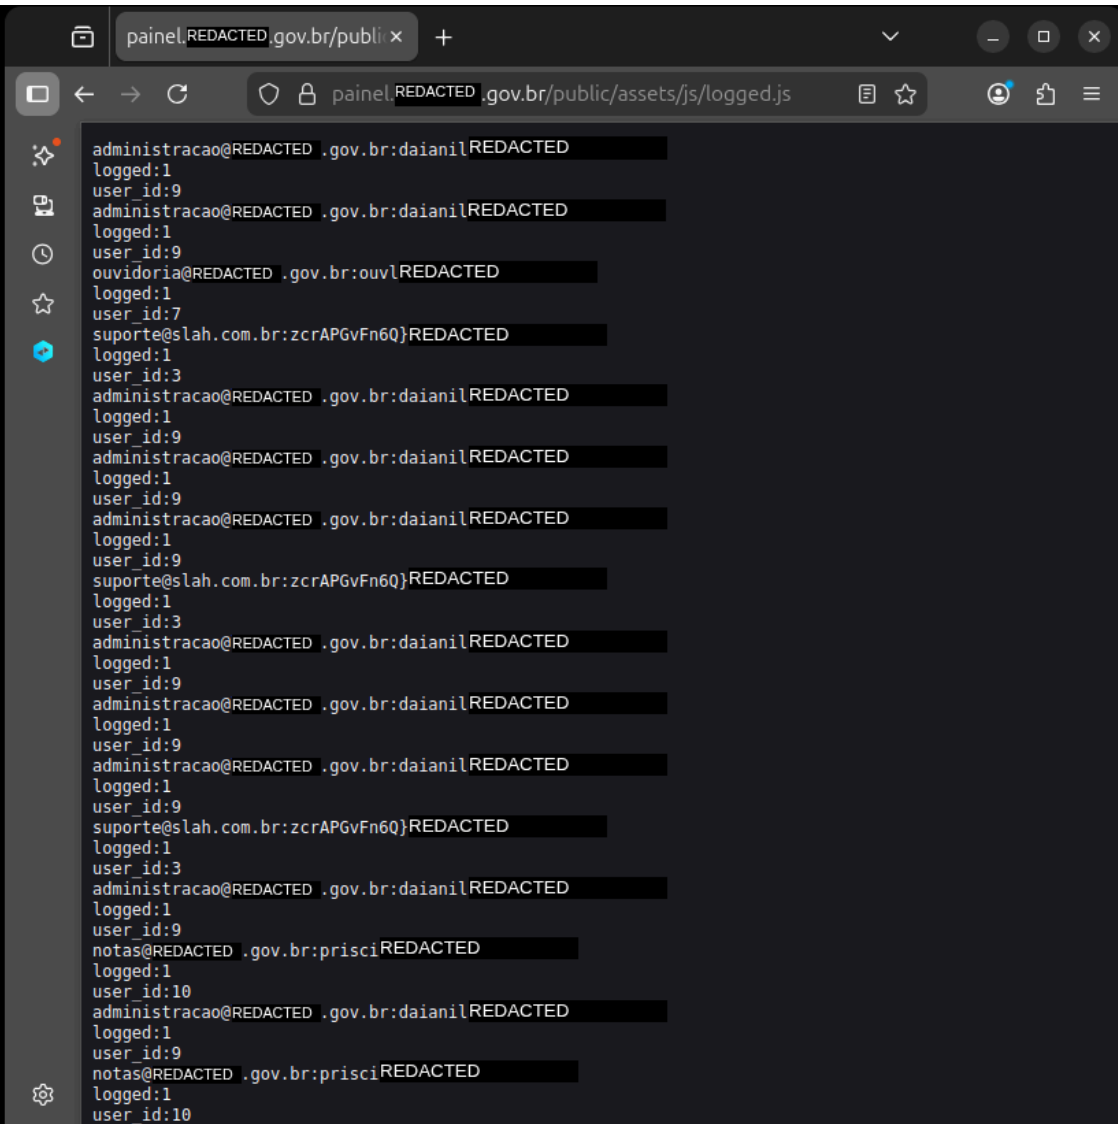 painel.REDACTED.gov.br/public
painel.REDACTED.gov.br/public/assets/js/logged.js
administracao@REDACTED.gov.br:daianilREDACTED
logged:1
user_id:9
administracao@REDACTED.gov.br:daianilREDACTED
logged:1
user_id:9
ouvidoria@REDACTED.gov.br:ouvlREDACTED
logged:1
user_id:7
suporte@slah.com.br:zcrAPGvFn6Q}REDACTED
logged:1
user_id:3
administracao@REDACTED.gov.br:daianilREDACTED
logged:1
user_id:9
administracao@REDACTED.gov.br:daianilREDACTED
logged:1
user_id:9
administracao@REDACTED.gov.br:daianilREDACTED
logged:1
user_id:9
suporte@slah.com.br:zcrAPGvFn6Q}REDACTED
logged:1
user_id:3
administracao@REDACTED.gov.br:daianilREDACTED
logged:1
user_id:9
administracao@REDACTED.gov.br:daianilREDACTED
logged:1
user_id:9
administracao@REDACTED.gov.br:daianilREDACTED
logged:1
user_id:9
suporte@slah.com.br:zcrAPGvFn6Q}REDACTED
logged:1
user_id:3
administracao@REDACTED.gov.br:daianilREDACTED
logged:1
user_id:9
notas@REDACTED.gov.br:prisciREDACTED
logged:1
user_id:10
administracao@REDACTED.gov.br:daianilREDACTED
logged:1
user_id:9
notas@REDACTED.gov.br:prisciREDACTED
logged:1
user_id:10